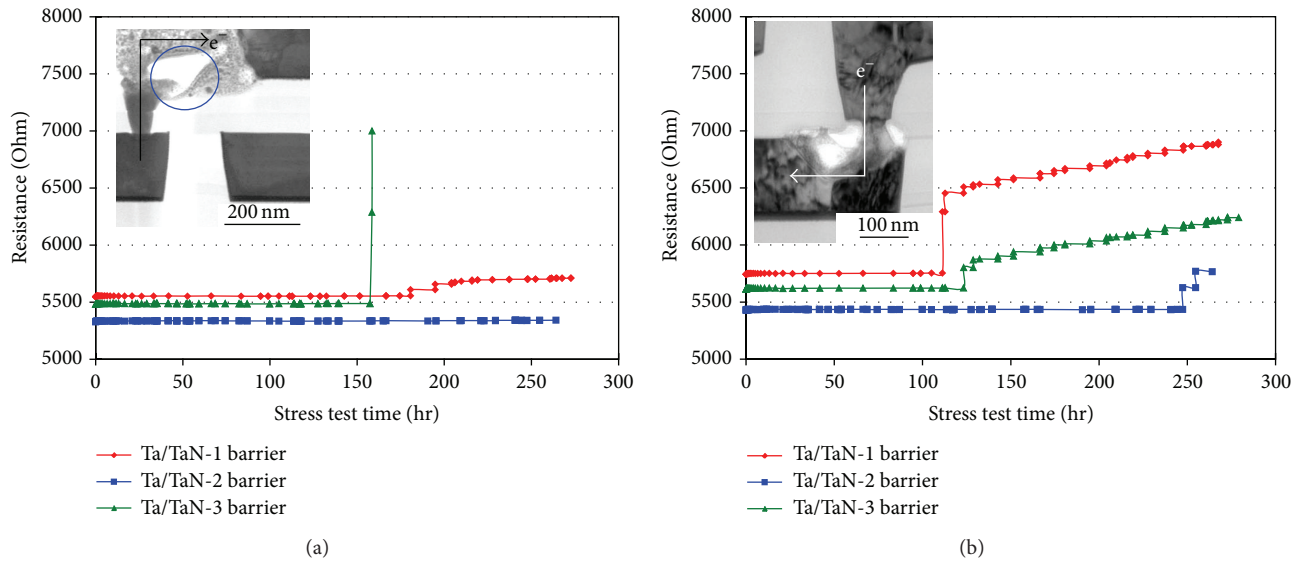 8000
7500
7000
6500
6000
5500
5000
Resistance (Ohm)
e−
200 nm
0 50 100 150 200 250 300
Stress test time (hr)
Ta/TaN-1 barrier
Ta/TaN-2 barrier
Ta/TaN-3 barrier
(a)
8000
7500
7000
6500
6000
5500
5000
Resistance (Ohm)
e−
100 nm
0 50 100 150 200 250 300
Stress test time (hr)
Ta/TaN-1 barrier
Ta/TaN-2 barrier
Ta/TaN-3 barrier
(b)